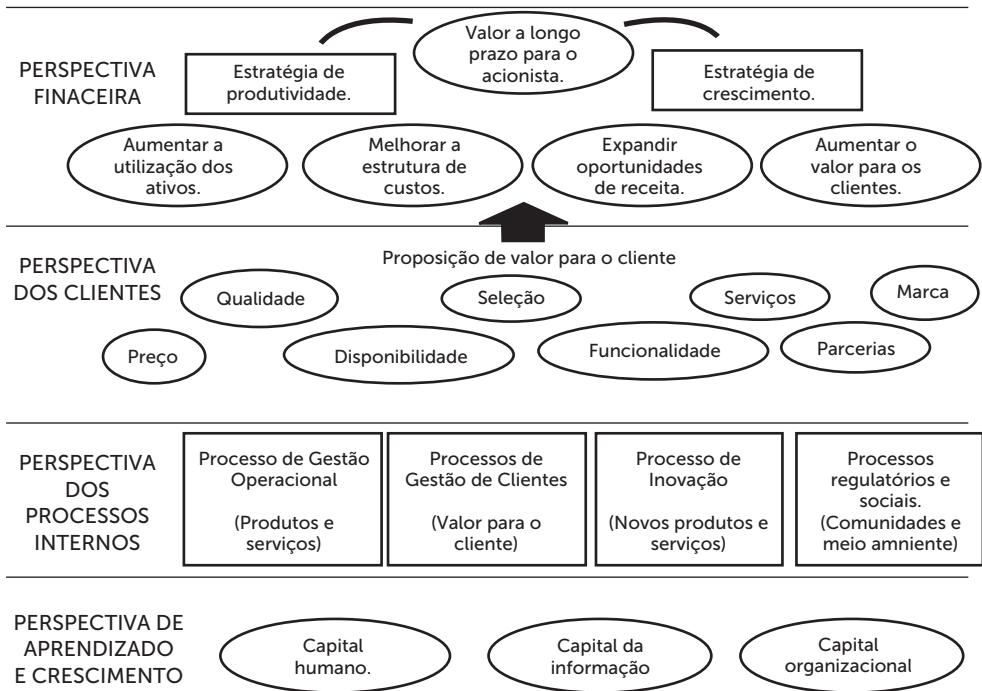 PERSPECTIVA
FINACEIRA
Valor a longo
prazo para o
acionista.
Estratégia de
produtividade.
Estratégia de
crescimento.
Aumentar a
utilização dos
ativos.
Melhorar a
estrutura de
custos.
Expandir
oportunidades
de receita.
Aumentar o
valor para os
clientes.
PERSPECTIVA
DOS CLIENTES
Proposição de valor para o cliente
Qualidade
Seleção
Serviços
Marca
Preço
Disponibilidade
Funcionalidade
Parcerias
PERSPECTIVA
DOS
PROCESSOS
INTERNOS
Processo de Gestão
Operacional
(Produtos e
serviços)
Processos de
Gestão de Clientes
(Valor para o
cliente)
Processo de
Inovação
(Novos produtos e
serviços)
Processos
regulatórios e
sociais.
(Comunidades e
meio amniente)
PERSPECTIVA DE
APRENDIZADO
E CRESCIMENTO
Capital
humano.
Capital da
informação
Capital
organizacional